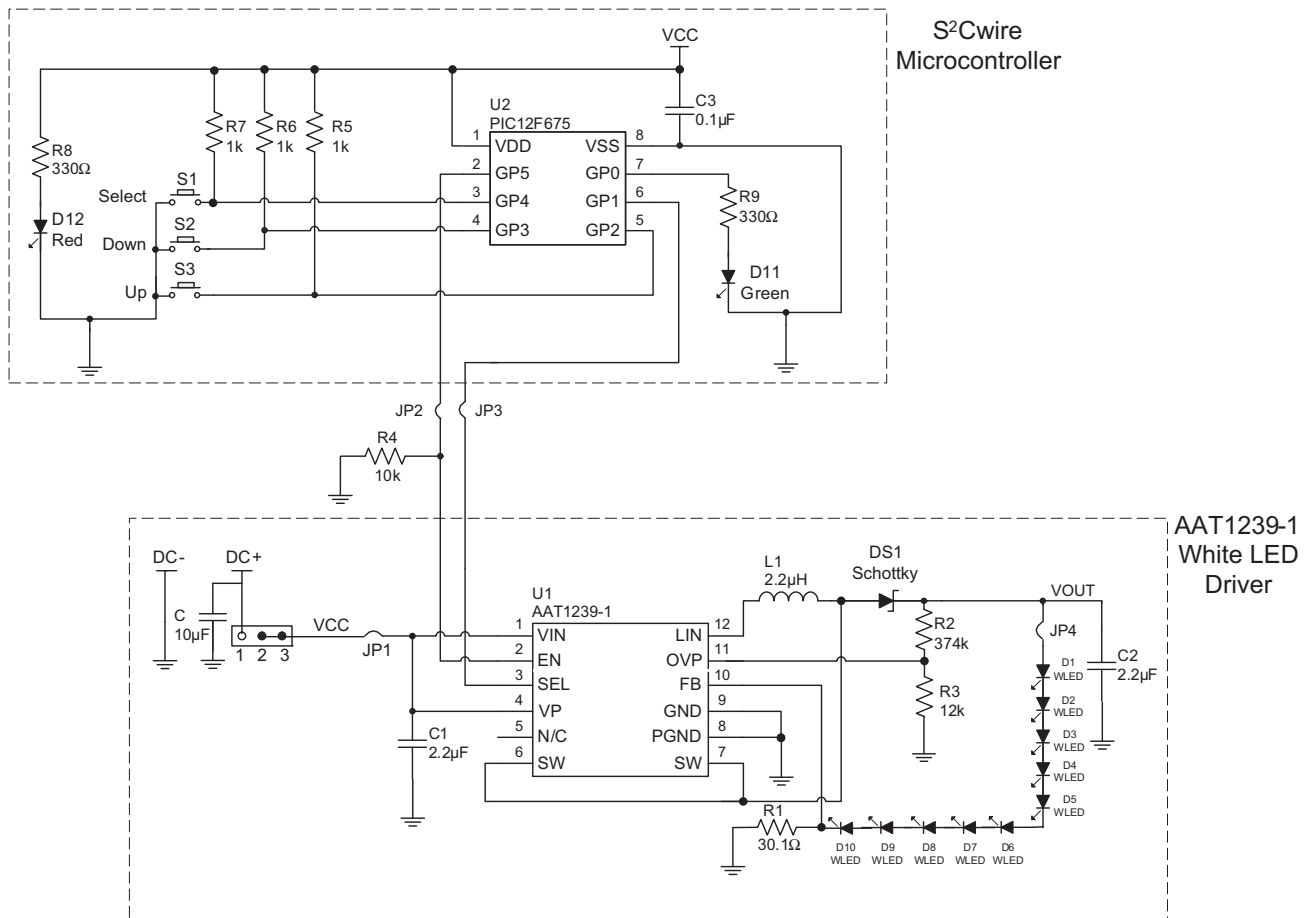 S²Cwire
Microcontroller
VCC
R8
330Ω
D12
Red
R7
1k
R6
1k
R5
1k
C3
0.1µF
U2
PIC12F675
1 VDD
2 GP5
3 GP4
4 GP3
VSS 8
GP0 7
GP1 6
GP2 5
R9
330Ω
D11
Green
Select
S1
Down
S2
Up
S3
JP2
JP3
R4
10k
AAT1239-1
White LED
Driver
DC-
DC+
C
10µF
1 2 3
VCC
JP1
C1
2.2µF
U1
AAT1239-1
1 VIN
2 EN
3 SEL
4 VP
5 N/C
6 SW
LIN 12
OVP 11
FB 10
GND 9
PGND 8
SW 7
L1
2.2µH
DS1
Schottky
VOUT
R2
374k
R3
12k
JP4
C2
2.2µF
D1
WLED
D2
WLED
D3
WLED
D4
WLED
D5
WLED
R1
30.1Ω
D10
WLED
D9
WLED
D8
WLED
D7
WLED
D6
WLED